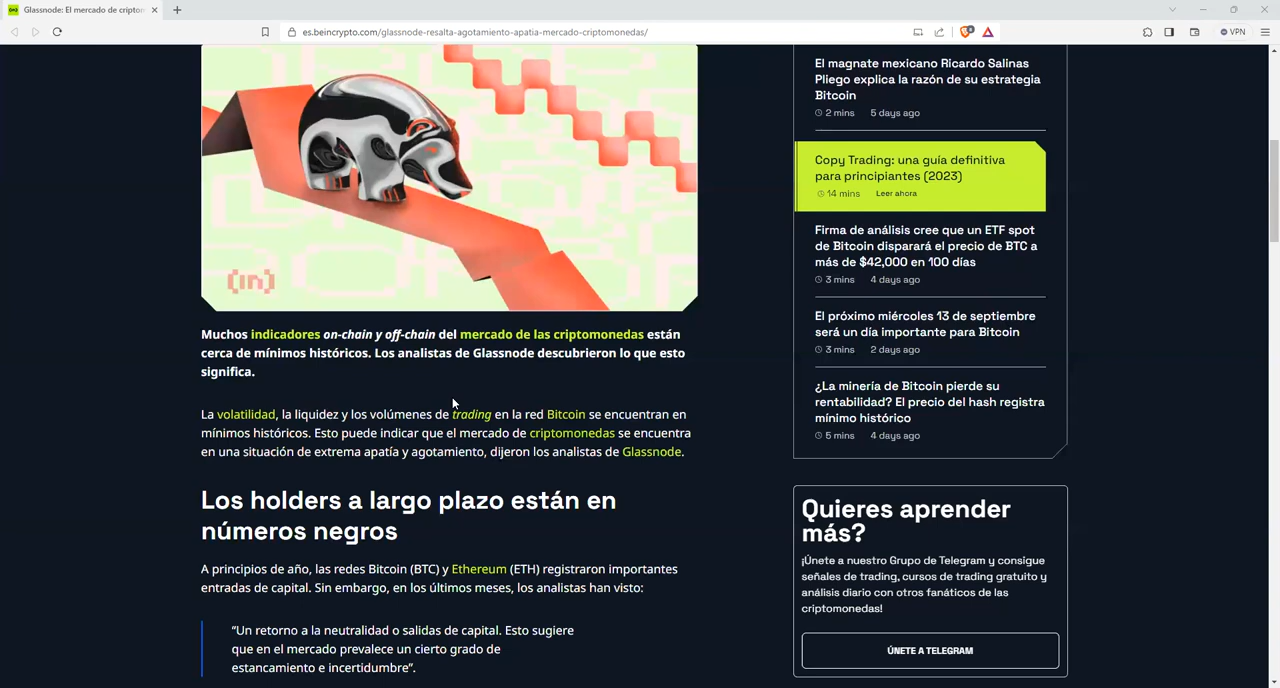 Glassnode: El mercado de cripton
es.beincrypto.com/glassnode-resalta-agotamiento-apatia-mercado-criptomonedas/
VPN
(in)
Muchos indicadores on-chain y off-chain del mercado de las criptomonedas están
cerca de mínimos históricos. Los analistas de Glassnode descubrieron lo que esto
significa.
La volatilidad, la liquidez y los volúmenes de trading en la red Bitcoin se encuentran en
mínimos históricos. Esto puede indicar que el mercado de criptomonedas se encuentra
en una situación de extrema apatía y agotamiento, dijeron los analistas de Glassnode.
Los holders a largo plazo están en
números negros
A principios de año, las redes Bitcoin (BTC) y Ethereum (ETH) registraron importantes
entradas de capital. Sin embargo, en los últimos meses, los analistas han visto:
“Un retorno a la neutralidad o salidas de capital. Esto sugiere
que en el mercado prevalece un cierto grado de
estancamiento e incertidumbre”.
El magnate mexicano Ricardo Salinas
Pliego explica la razón de su estrategia
Bitcoin
2 mins 5 days ago
Copy Trading: una guía definitiva
para principiantes (2023)
14 mins Leer ahora
Firma de análisis cree que un ETF spot
de Bitcoin disparará el precio de BTC a
más de $42,000 en 100 días
3 mins 4 days ago
El próximo miércoles 13 de septiembre
será un día importante para Bitcoin
3 mins 2 days ago
¿La minería de Bitcoin pierde su
rentabilidad? El precio del hash registra
mínimo histórico
5 mins 4 days ago
Quieres aprender
más?
¡Únete a nuestro Grupo de Telegram y consigue
señales de trading, cursos de trading gratuito y
análisis diario con otros fanáticos de las
criptomonedas!
ÚNETE A TELEGRAM